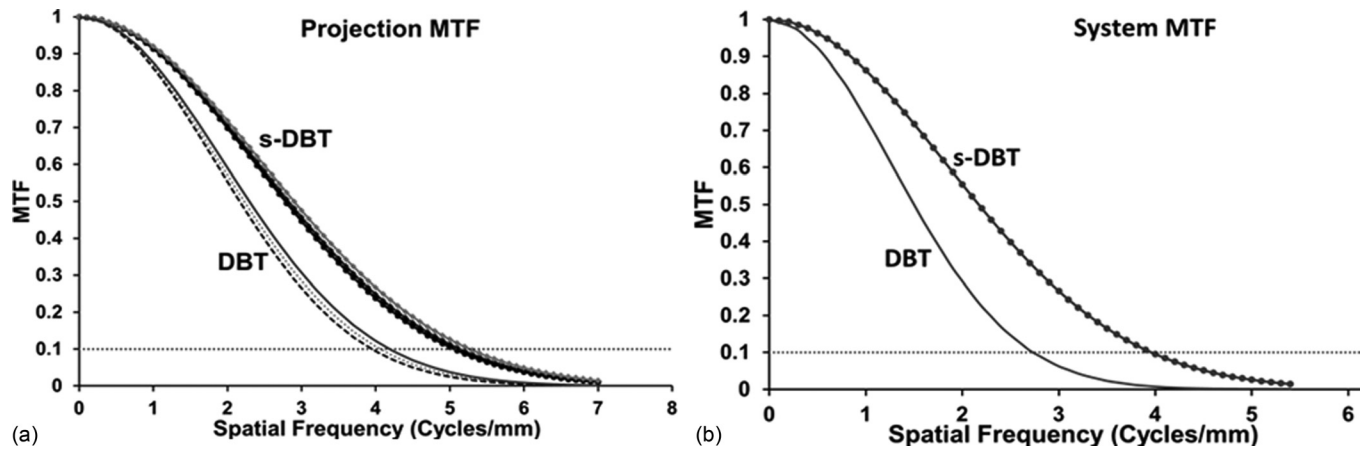 Projection MTF
1
0.9
0.8
0.7
0.6
0.5
0.4
0.3
0.2
0.1
0
MTF
s-DBT
DBT
0 1 2 3 4 5 6 7 8
Spatial Frequency (Cycles/mm)
(a)
System MTF
1
0.9
0.8
0.7
0.6
0.5
0.4
0.3
0.2
0.1
0
MTF
s-DBT
DBT
0 1 2 3 4 5 6
Spatial Frequency (Cycles/mm)
(b)